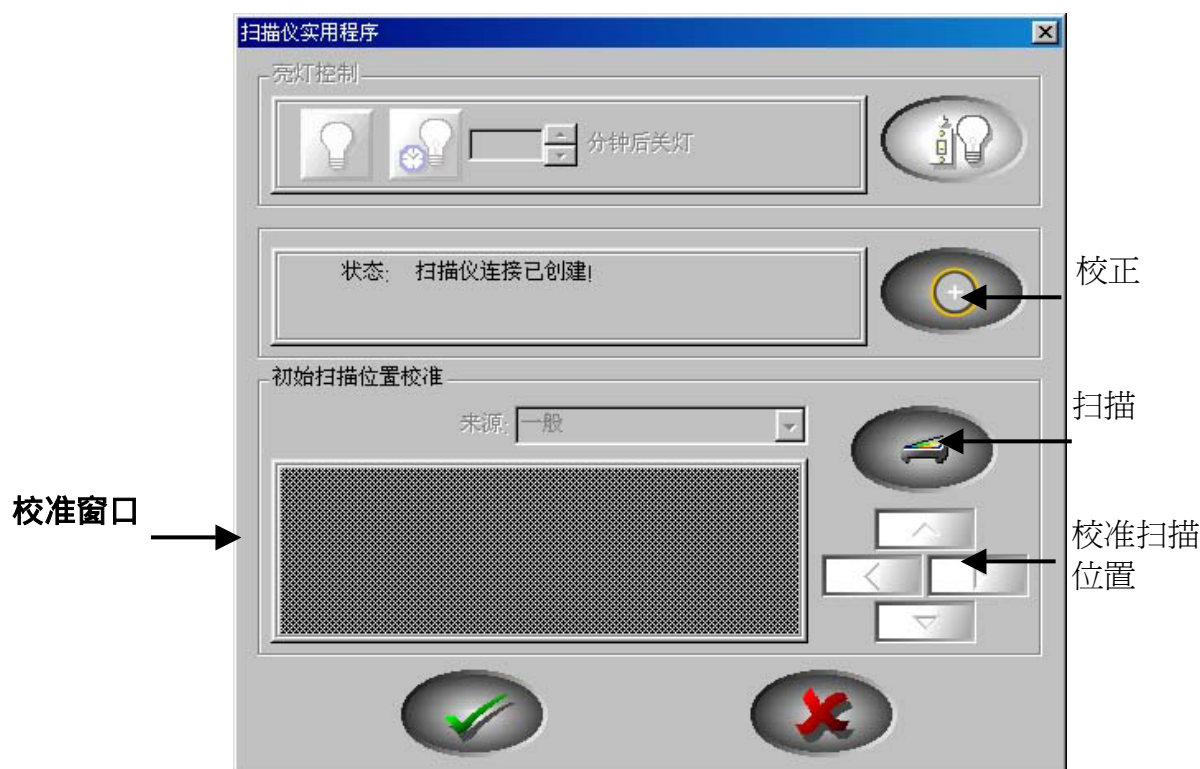 扫描仪实用程序
亮灯控制
分钟后关灯
状态: 扫描仪连接已创建!
校正
初始扫描位置校准
来源: 一般
扫描
校准窗口
校准扫描
位置